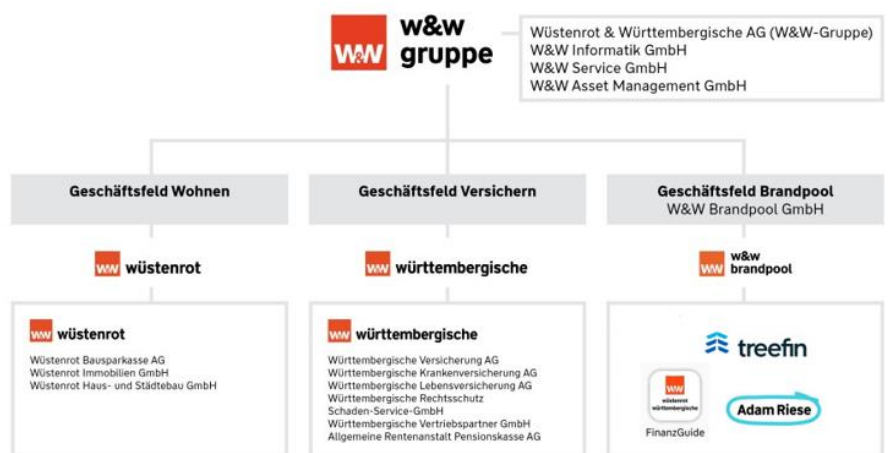 w&w
gruppe
Wüstenrot & Württembergische AG (W&W-Gruppe)
W&W Informatik GmbH
W&W Service GmbH
W&W Asset Management GmbH
Geschäftsfeld Wohnen
Geschäftsfeld Versichern
Geschäftsfeld Brandpool
W&W Brandpool GmbH
wüstenrot
württembergische
w&w
brandpool
wüstenrot
Wüstenrot Bausparkasse AG
Wüstenrot Immobilien GmbH
Wüstenrot Haus- und Städtebau GmbH
württembergische
Württembergische Versicherung AG
Württembergische Krankenversicherung AG
Württembergische Lebensversicherung AG
Württembergische Rechtsschutz
Schaden-Service-GmbH
Württembergische Vertriebspartner GmbH
Allgemeine Rentenanstalt Pensionskasse AG
treefin
wüstenrot
württembergische
FinanzGuide
Adam Riese